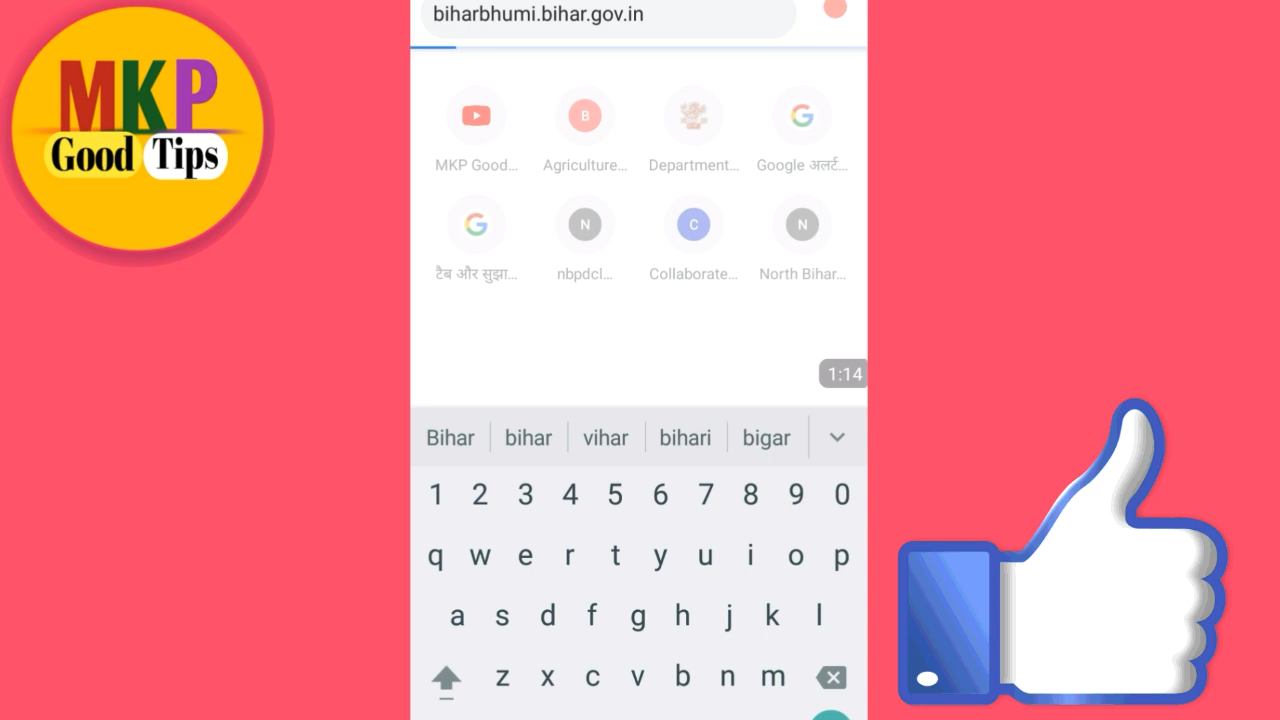 biharbhumi.bihar.gov.in
MKP
Good Tips
B
MKP Good... Agriculture... Department... Google अलर्ट...
N C N
टैब और सुझा... nbpdcl... Collaborate... North Bihar...
1:14
Bihar bihar vihar bihari bigar
1 2 3 4 5 6 7 8 9 0
q w e r t y u i o p
a s d f g h j k l
z x c v b n m